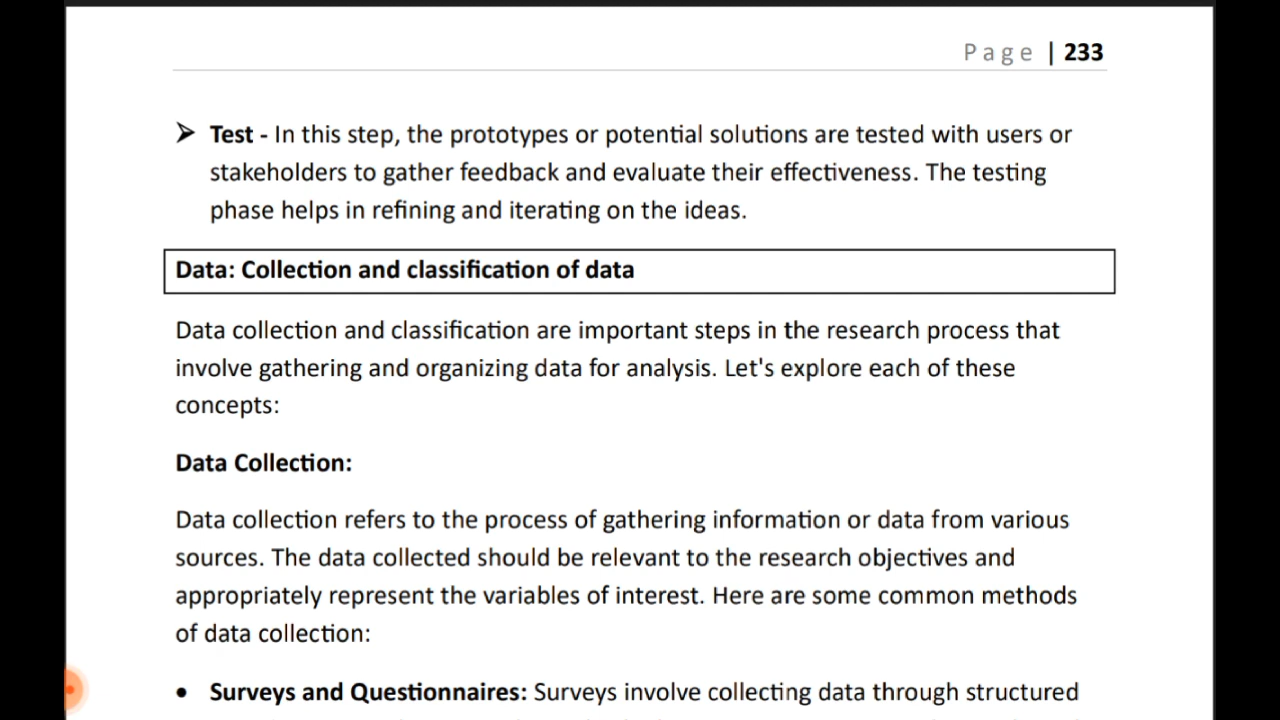 Page | 233
➢ Test - In this step, the prototypes or potential solutions are tested with users or
stakeholders to gather feedback and evaluate their effectiveness. The testing
phase helps in refining and iterating on the ideas.
Data: Collection and classification of data
Data collection and classification are important steps in the research process that
involve gathering and organizing data for analysis. Let's explore each of these
concepts:
Data Collection:
Data collection refers to the process of gathering information or data from various
sources. The data collected should be relevant to the research objectives and
appropriately represent the variables of interest. Here are some common methods
of data collection:
• Surveys and Questionnaires: Surveys involve collecting data through structured